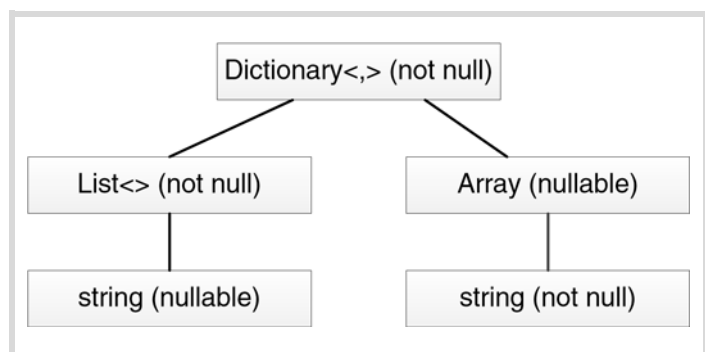 Dictionary<,> (not null)
List<> (not null)
Array (nullable)
string (nullable)
string (not null)